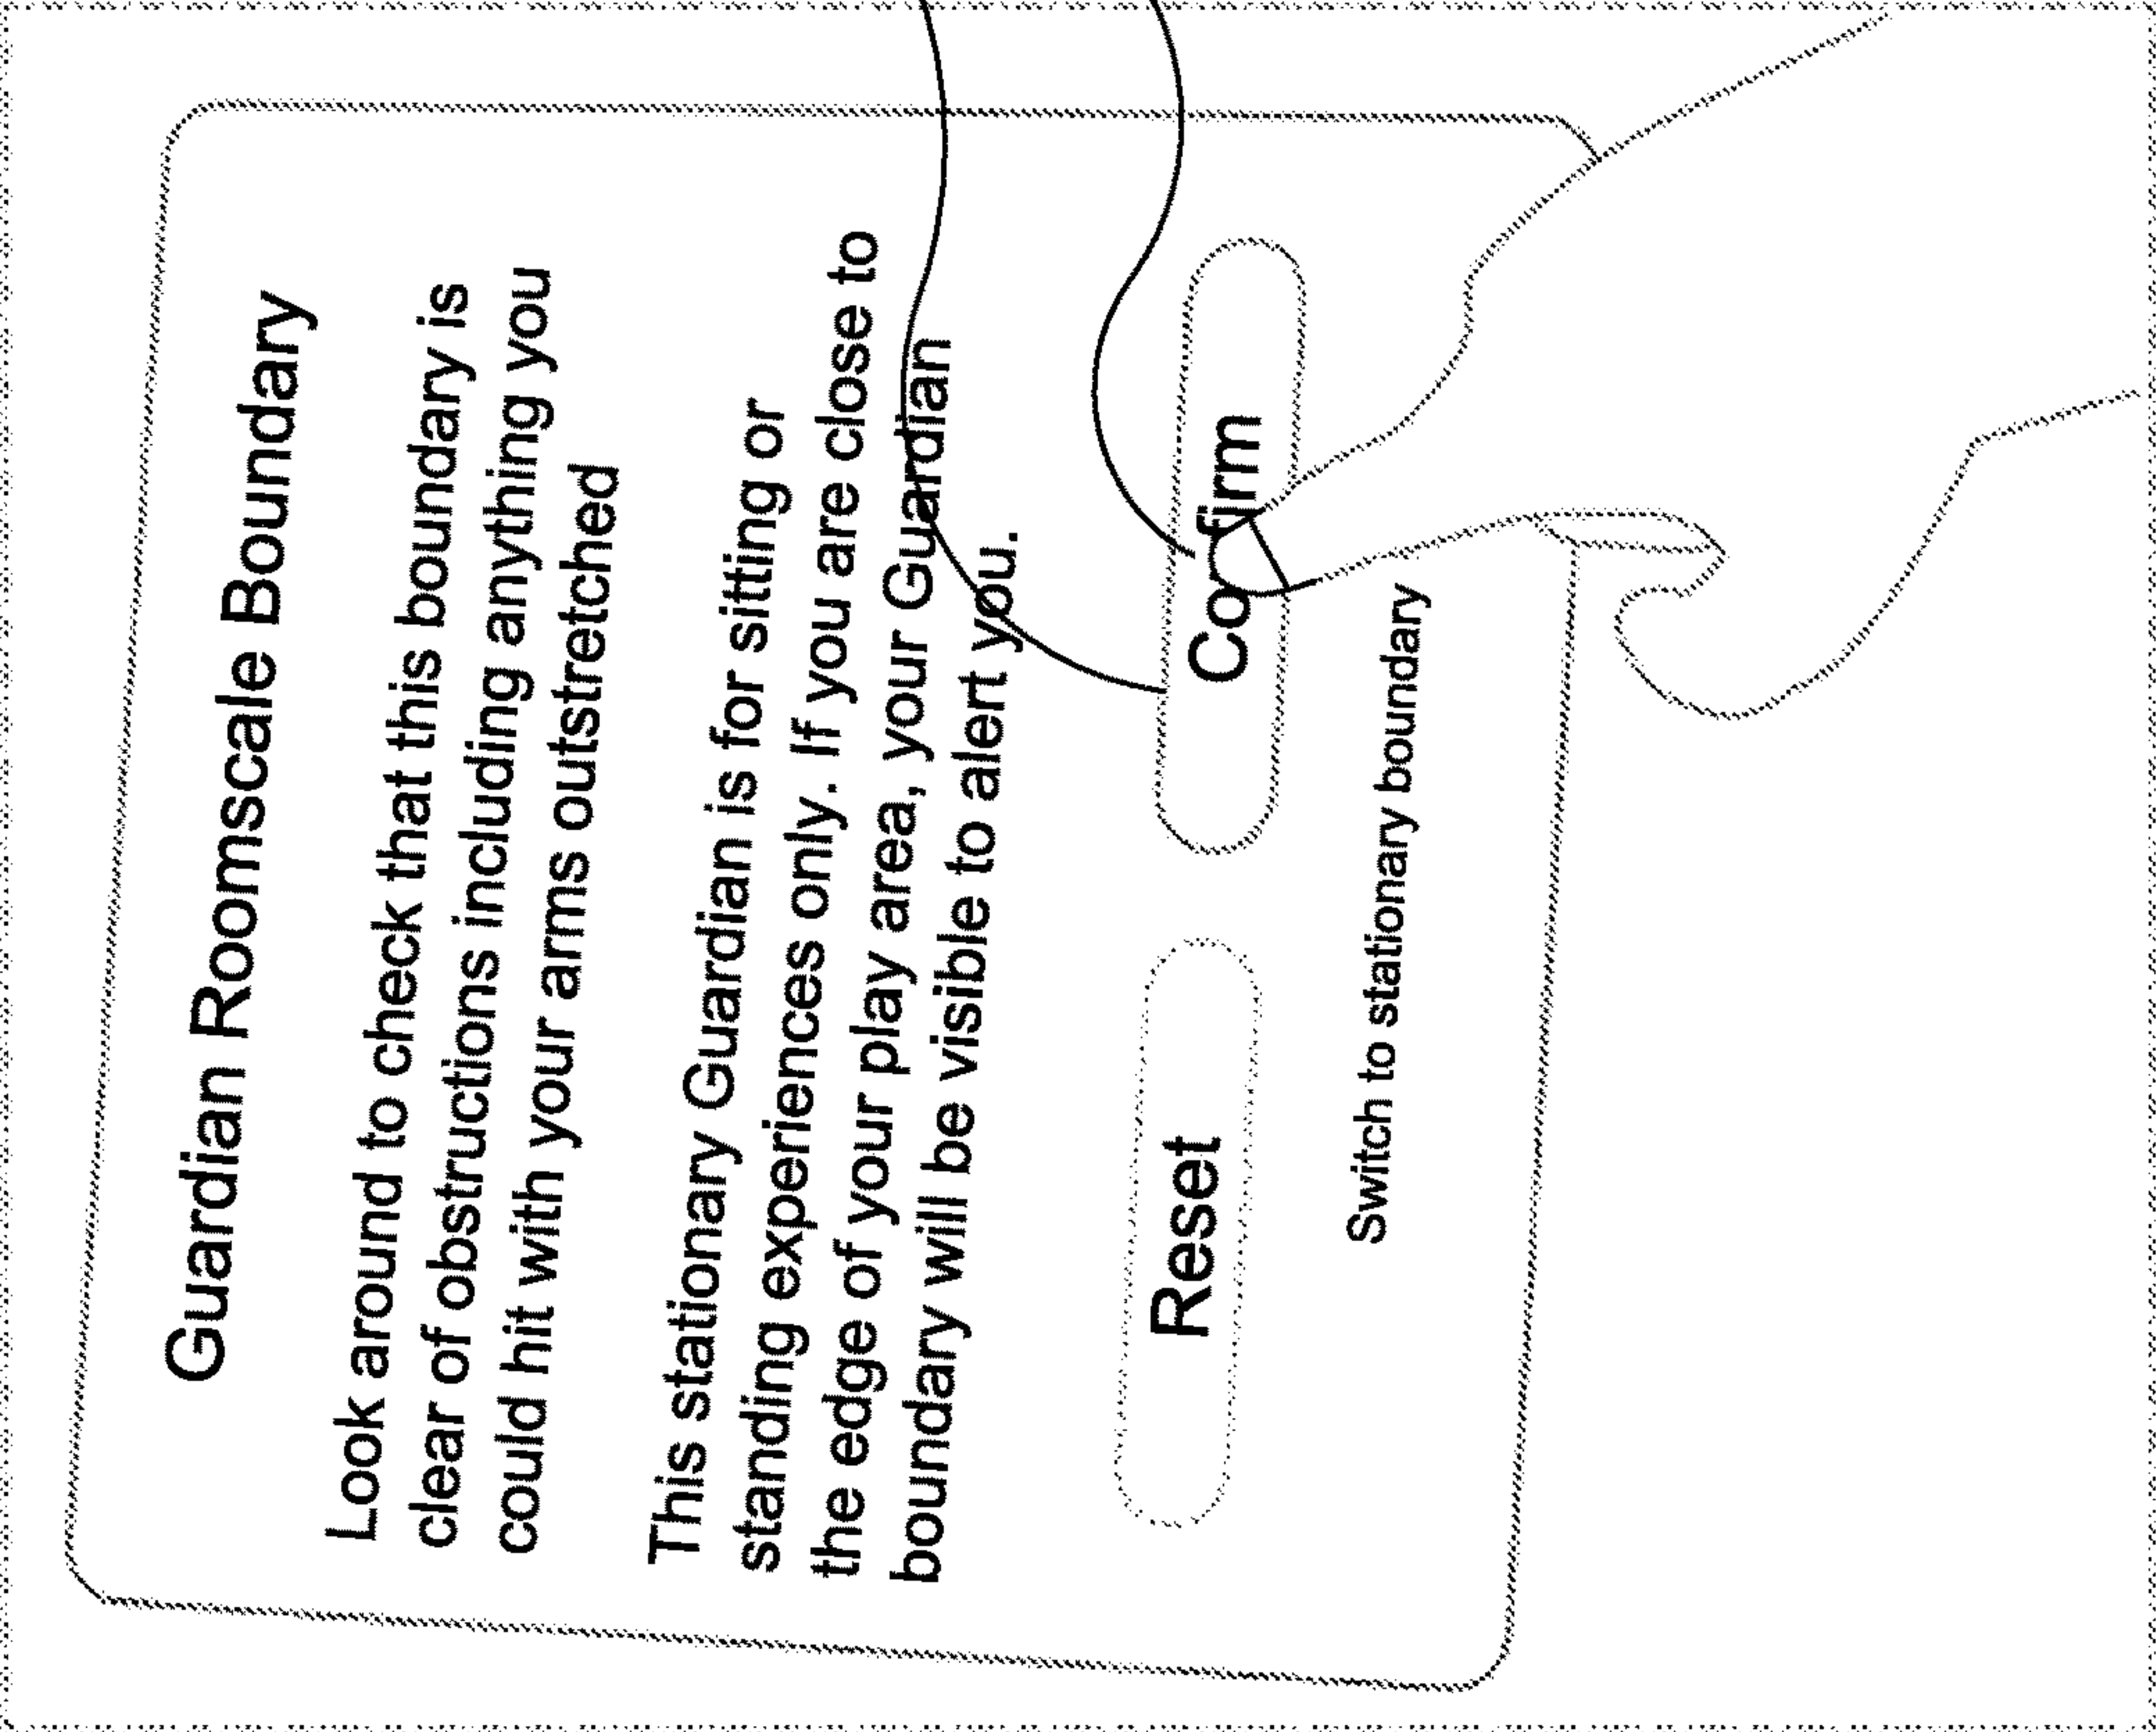 Guardian Roomscale Boundary
Look around to check that this boundary is
clear of obstructions including anything you
could hit with your arms outstretched
This stationary Guardian is for sitting or
standing experiences only. If you are close to
the edge of your play area, your Guardian
boundary will be visible to alert you.
Reset
Confirm
Switch to stationary boundary